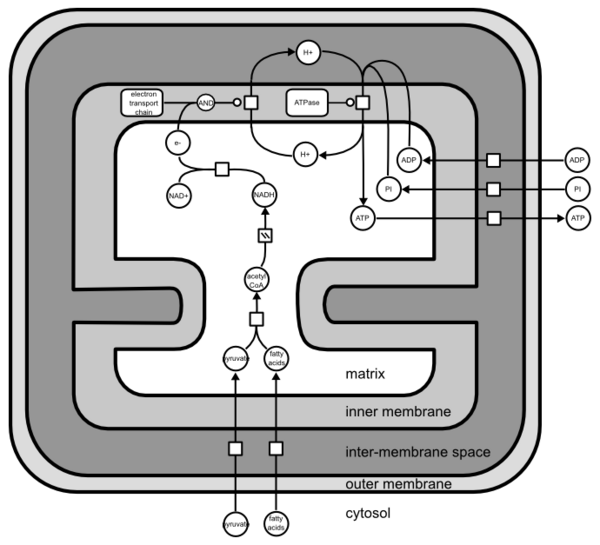 H+
electron
transport
chain
AND
ATPase
e-
H+
ADP
ADP
NAD+
NADH
PI
PI
ATP
ATP
acetyl
CoA
pyruvate
fatty
acids
matrix
inner membrane
inter-membrane space
outer membrane
cytosol
pyruvate
fatty
acids